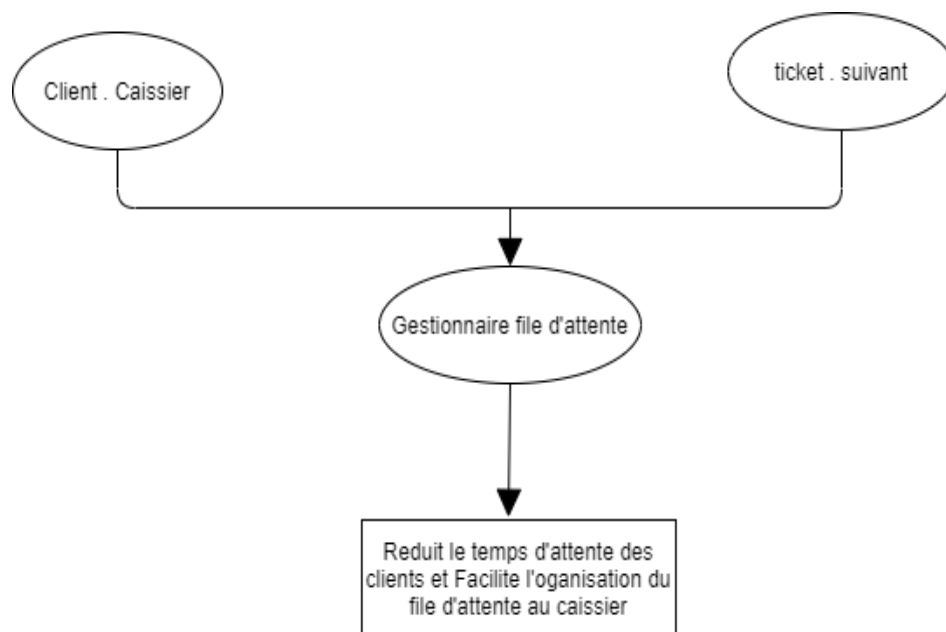 Client . Caissier
ticket . suivant
Gestionnaire file d'attente
Reduit le temps d'attente des
clients et Facilite l'oganisation du
file d'attente au caissier